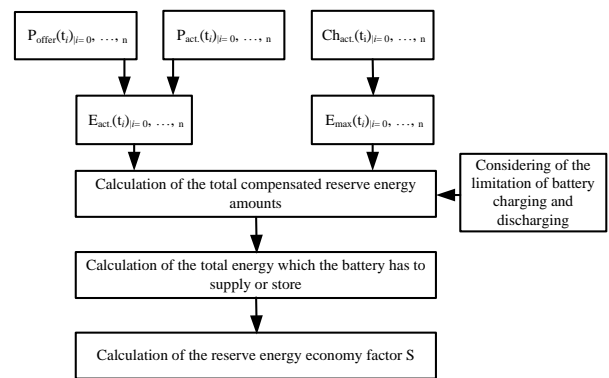 P_offer(t_i)|i=0, …, n
P_act.(t_i)|i=0, …, n
Ch_act.(t_i)|i=0, …, n
E_act.(t_i)|i=0, …, n
E_max(t_i)|i=0, …, n
Considering of the
limitation of battery
charging and
discharging
Calculation of the total compensated reserve energy
amounts
Calculation of the total energy which the battery has to
supply or store
Calculation of the reserve energy economy factor S